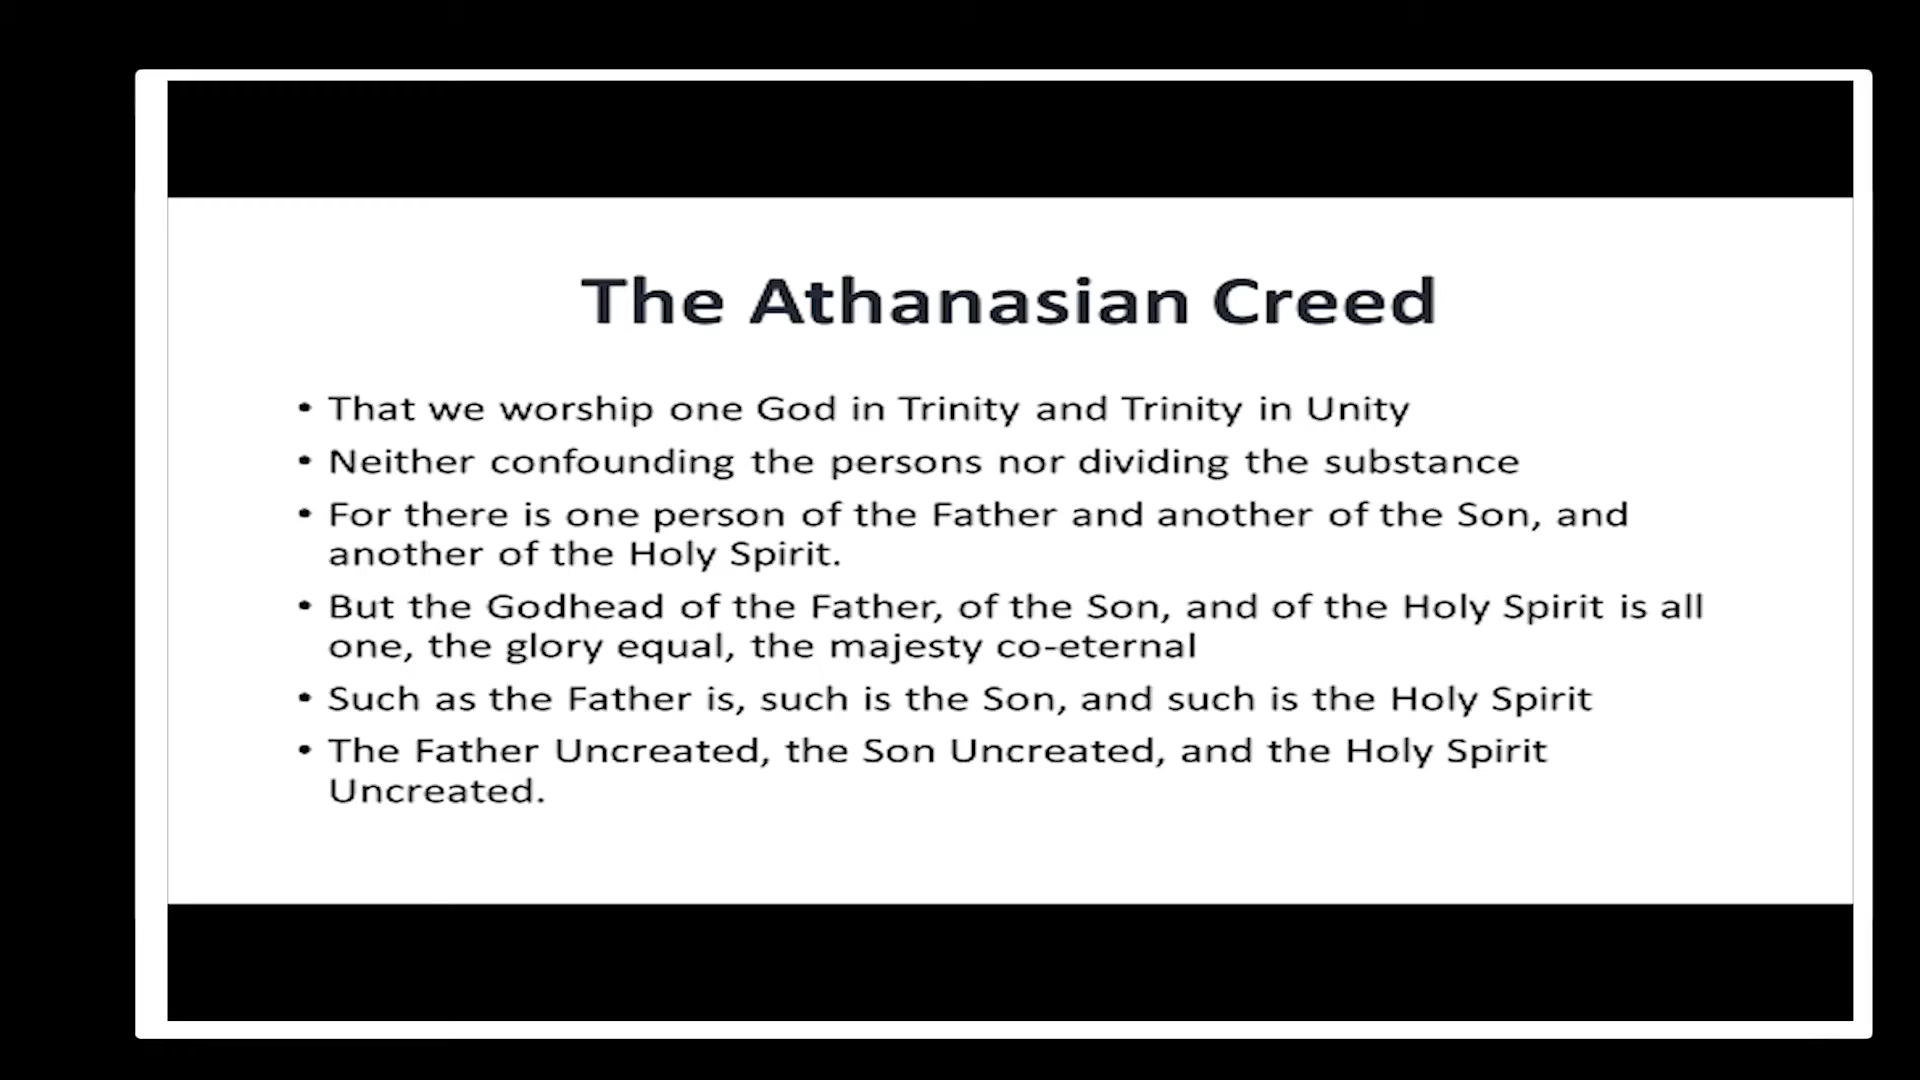 The Athanasian Creed
• That we worship one God in Trinity and Trinity in Unity
• Neither confounding the persons nor dividing the substance
• For there is one person of the Father and another of the Son, and
another of the Holy Spirit.
• But the Godhead of the Father, of the Son, and of the Holy Spirit is all
one, the glory equal, the majesty co-eternal
• Such as the Father is, such is the Son, and such is the Holy Spirit
• The Father Uncreated, the Son Uncreated, and the Holy Spirit
Uncreated.